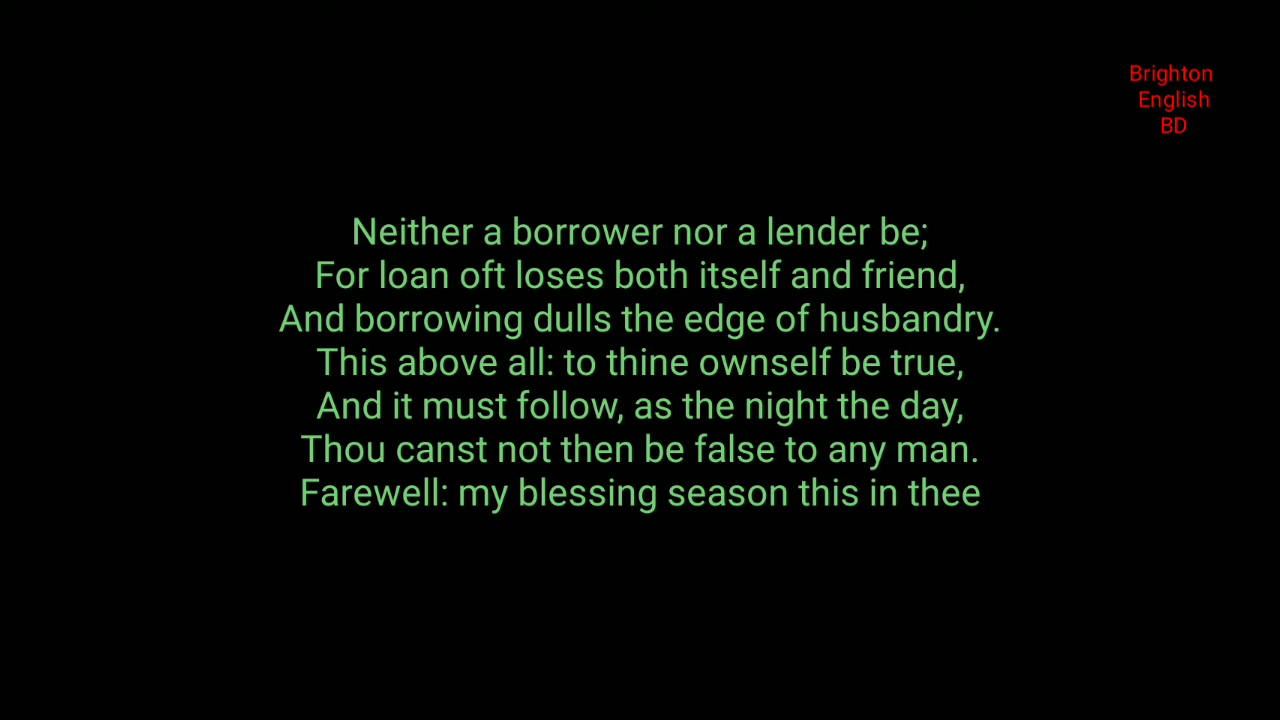 Brighton
English
BD
Neither a borrower nor a lender be;
For loan oft loses both itself and friend,
And borrowing dulls the edge of husbandry.
This above all: to thine ownself be true,
And it must follow, as the night the day,
Thou canst not then be false to any man.
Farewell: my blessing season this in thee